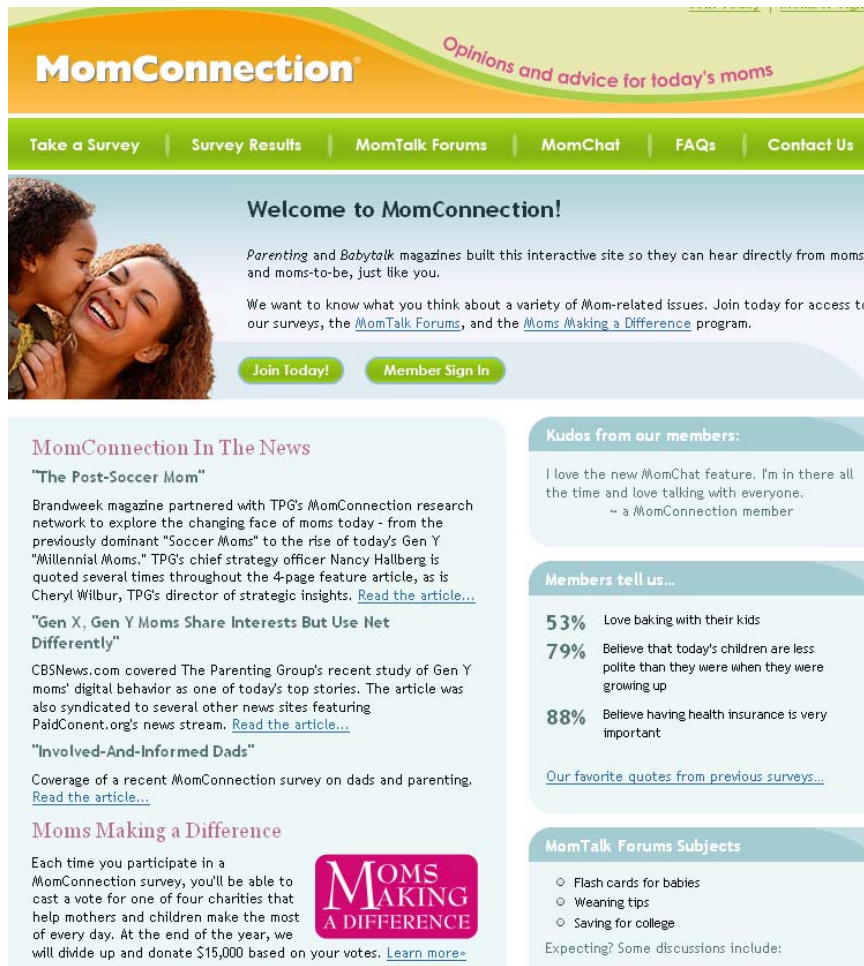 MomConnection®
Opinions and advice for today's moms
Take a Survey
Survey Results
MomTalk Forums
MomChat
FAQs
Contact Us
Welcome to MomConnection!
Parenting and Babytalk magazines built this interactive site so they can hear directly from moms
and moms-to-be, just like you.
We want to know what you think about a variety of Mom-related issues. Join today for access to
our surveys, the MomTalk Forums, and the Moms Making a Difference program.
Join Today!
Member Sign In
MomConnection In The News
"The Post-Soccer Mom"
Brandweek magazine partnered with TPG's MomConnection research
network to explore the changing face of moms today - from the
previously dominant "Soccer Moms" to the rise of today's Gen Y
"Millennial Moms." TPG's chief strategy officer Nancy Hallberg is
quoted several times throughout the 4-page feature article, as is
Cheryl Wilbur, TPG's director of strategic insights. Read the article...
"Gen X, Gen Y Moms Share Interests But Use Net
Differently"
CBSNews.com covered The Parenting Group's recent study of Gen Y
moms' digital behavior as one of today's top stories. The article was
also syndicated to several other news sites featuring
PaidConent.org's news stream. Read the article...
"Involved-And-Informed Dads"
Coverage of a recent MomConnection survey on dads and parenting.
Read the article...
Moms Making a Difference
Each time you participate in a
MomConnection survey, you'll be able to
cast a vote for one of four charities that
help mothers and children make the most
of every day. At the end of the year, we
will divide up and donate $15,000 based on your votes. Learn more»
MOMS
MAKING
A DIFFERENCE
Kudos from our members:
I love the new MomChat feature. I'm in there all
the time and love talking with everyone.
~ a MomConnection member
Members tell us...
53% Love baking with their kids
79% Believe that today's children are less
polite than they were when they were
growing up
88% Believe having health insurance is very
important
Our favorite quotes from previous surveys...
MomTalk Forums Subjects
Flash cards for babies
Weaning tips
Saving for college
Expecting? Some discussions include: